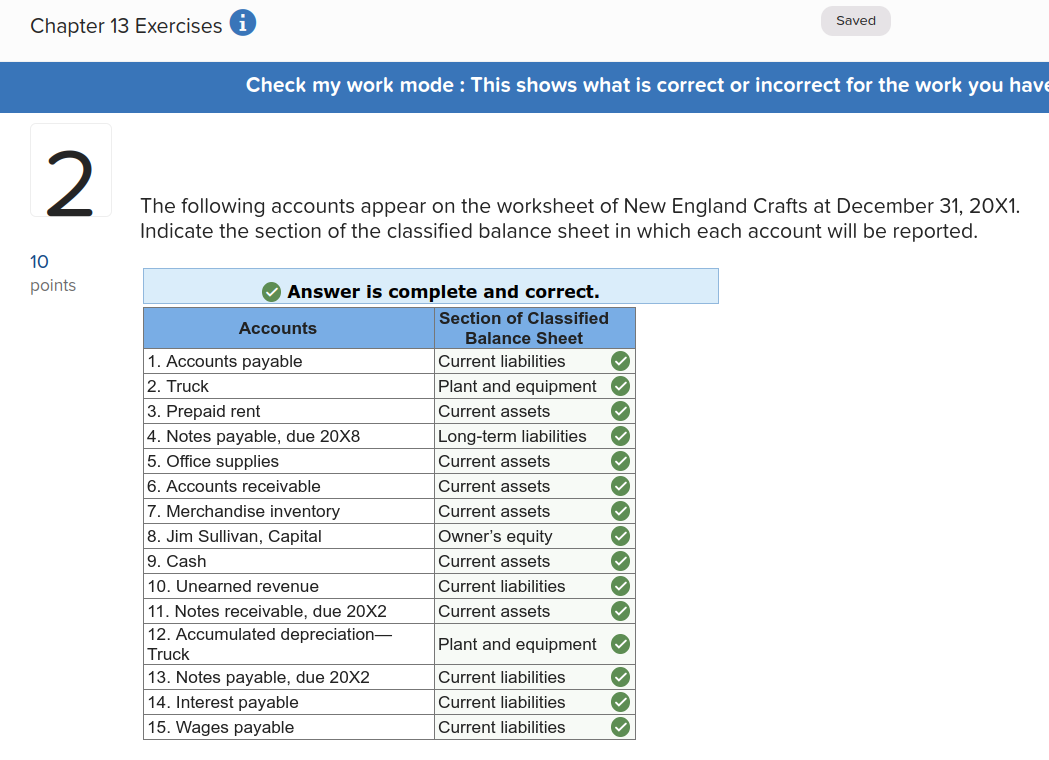 Chapter 13 Exercises i
Saved
Check my work mode : This shows what is correct or incorrect for the work you have
2
10
points
The following accounts appear on the worksheet of New England Crafts at December 31, 20X1.
Indicate the section of the classified balance sheet in which each account will be reported.
Answer is complete and correct.
Accounts Section of Classified
Balance Sheet
1. Accounts payable Current liabilities
2. Truck Plant and equipment
3. Prepaid rent Current assets
4. Notes payable, due 20X8 Long-term liabilities
5. Office supplies Current assets
6. Accounts receivable Current assets
7. Merchandise inventory Current assets
8. Jim Sullivan, Capital Owner’s equity
9. Cash Current assets
10. Unearned revenue Current liabilities
11. Notes receivable, due 20X2 Current assets
12. Accumulated depreciation—
Truck Plant and equipment
13. Notes payable, due 20X2 Current liabilities
14. Interest payable Current liabilities
15. Wages payable Current liabilities